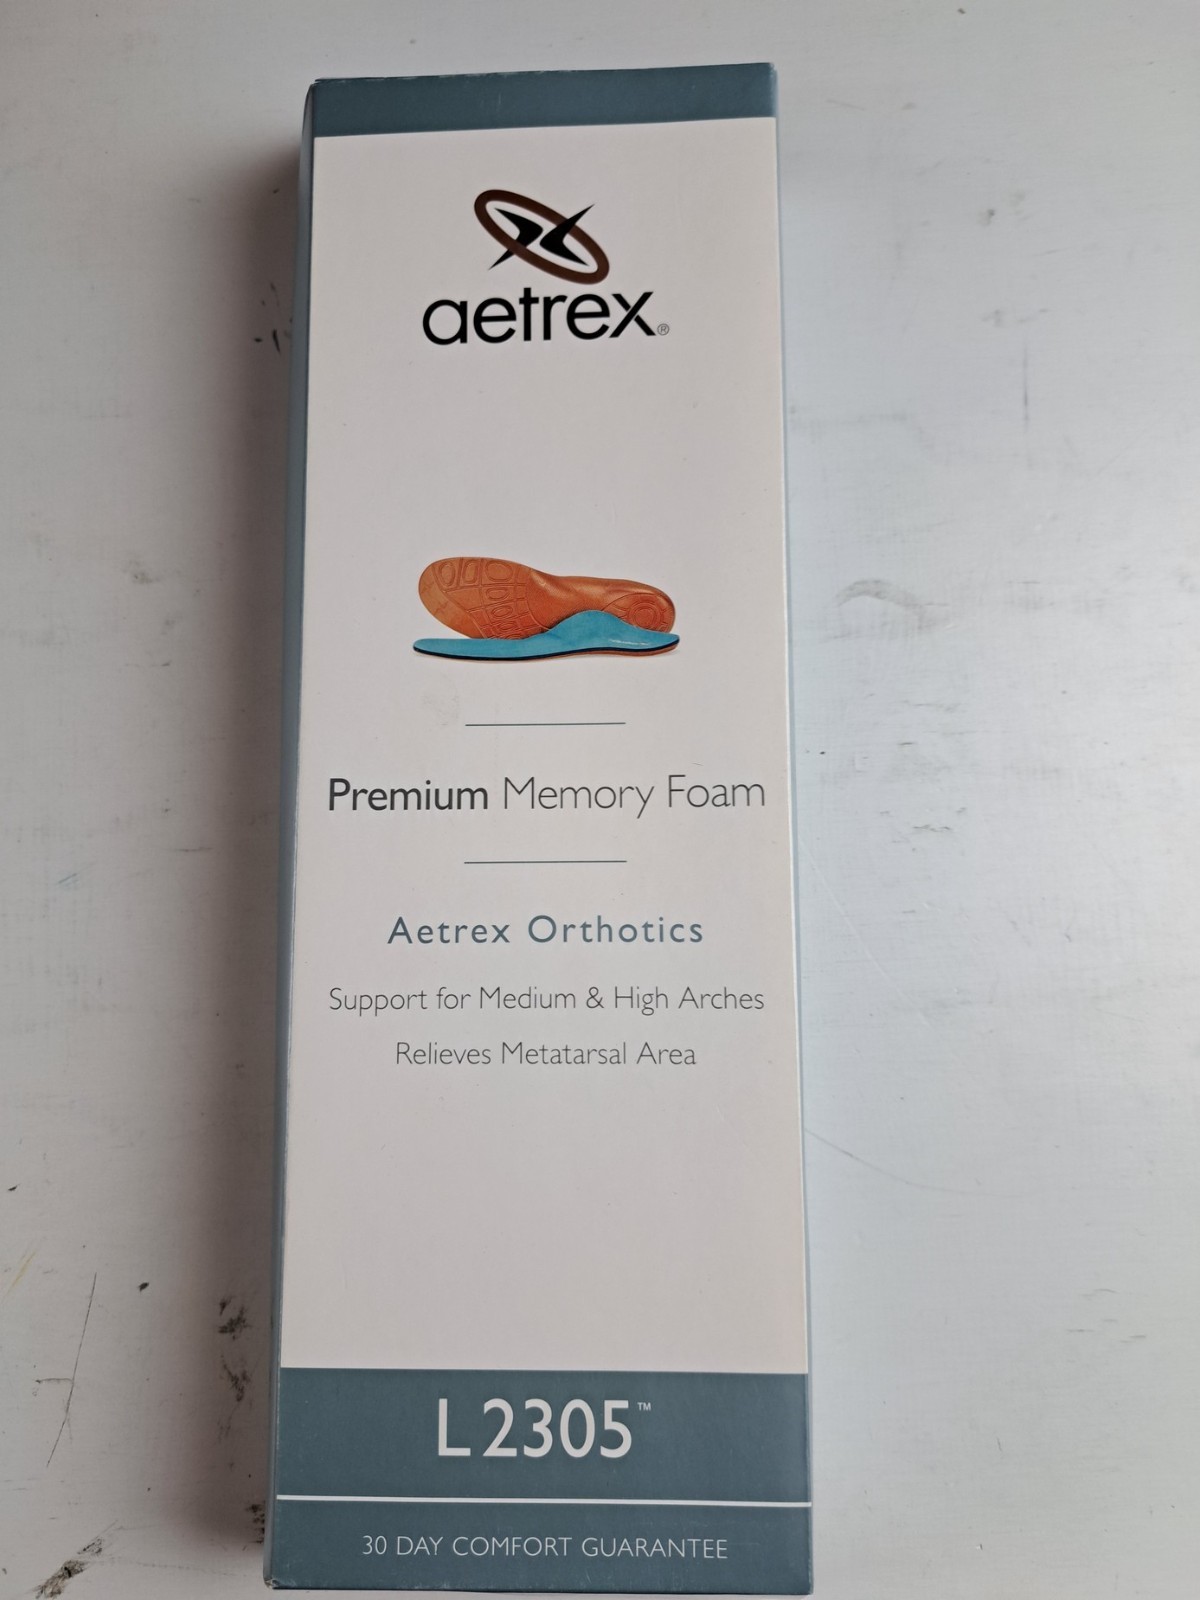 aetrex®
Premium Memory Foam
Aetrex Orthotics
Support for Medium & High Arches
Relieves Metatarsal Area
L2305™
30 DAY COMFORT GUARANTEE